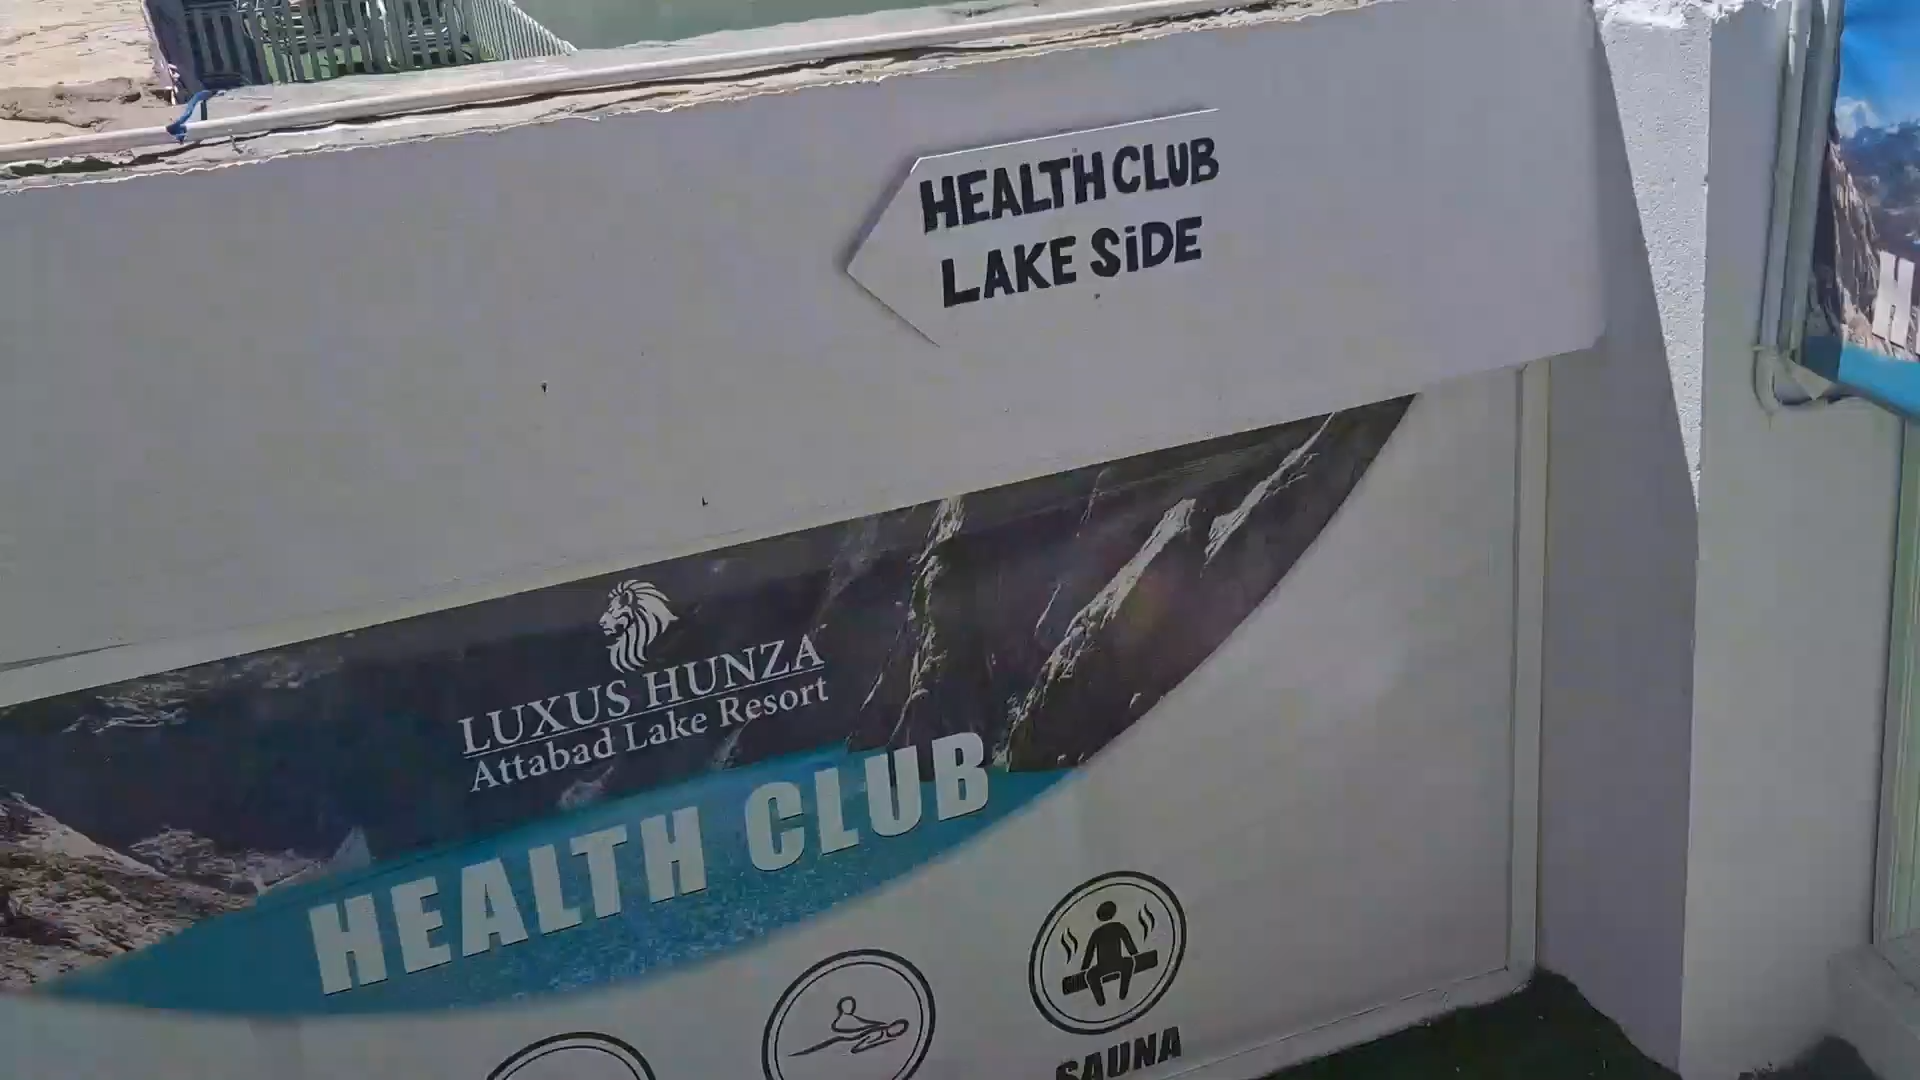 HEALTH CLUB
LAKE SiDE
LUXUS HUNZA
Attabad Lake Resort
HEALTH CLUB
SAUNA
H